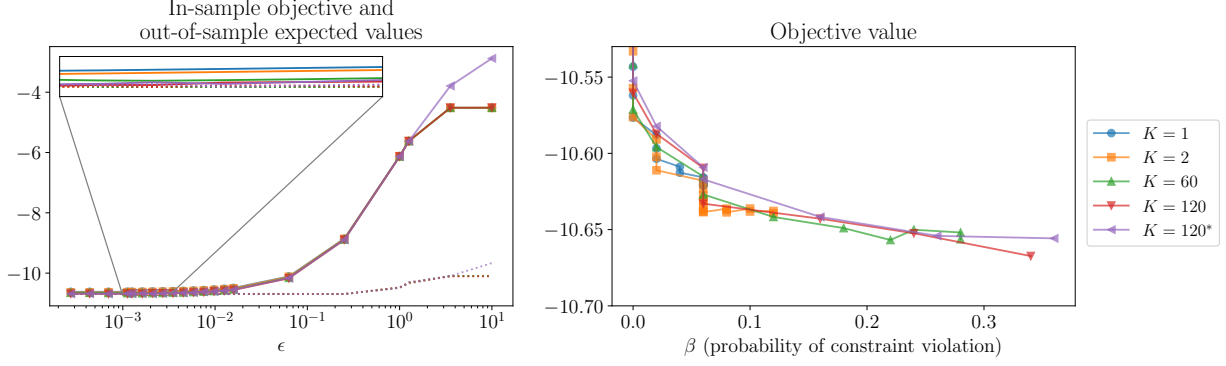 In-sample objective and
out-of-sample expected values
−4
−6
−8
−10
10⁻³
10⁻²
10⁻¹
10⁰
10¹
ϵ
Objective value
−10.55
−10.60
−10.65
−10.70
0.0
0.1
0.2
0.3
β (probability of constraint violation)
K = 1
K = 2
K = 60
K = 120
K = 120*